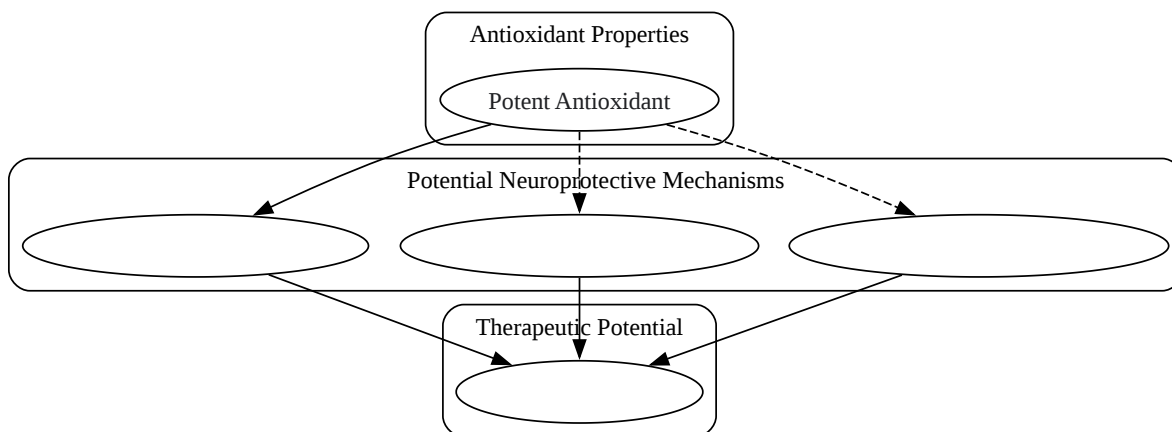 Antioxidant Properties
Potent Antioxidant
Potential Neuroprotective Mechanisms
Therapeutic Potential